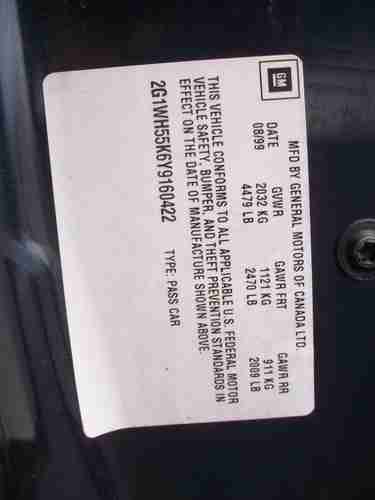 GM
MFD BY GENERAL MOTORS OF CANADA LTD.
DATE GVWR GAWR FRT GAWR RR
08/99 2032 KG 1121 KG 911 KG
4479 LB 2470 LB 2009 LB
THIS VEHICLE CONFORMS TO ALL APPLICABLE U.S. FEDERAL MOTOR
VEHICLE SAFETY, BUMPER, AND THEFT PREVENTION STANDARDS IN
EFFECT ON THE DATE OF MANUFACTURE SHOWN ABOVE.
2G1WH55K6Y9160422 TYPE: PASS CAR